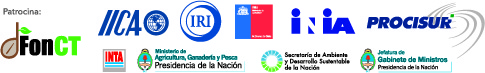 Patrocina:
FonCT
IICA
IRI
INIA
PROCISUR
INTA
Ministerio de
Agricultura, Ganadería y Pesca
Presidencia de la Nación
Secretaría de Ambiente
y Desarrollo Sustentable
de la Nación
Jefatura de
Gabinete de Ministros
Presidencia de la Nación